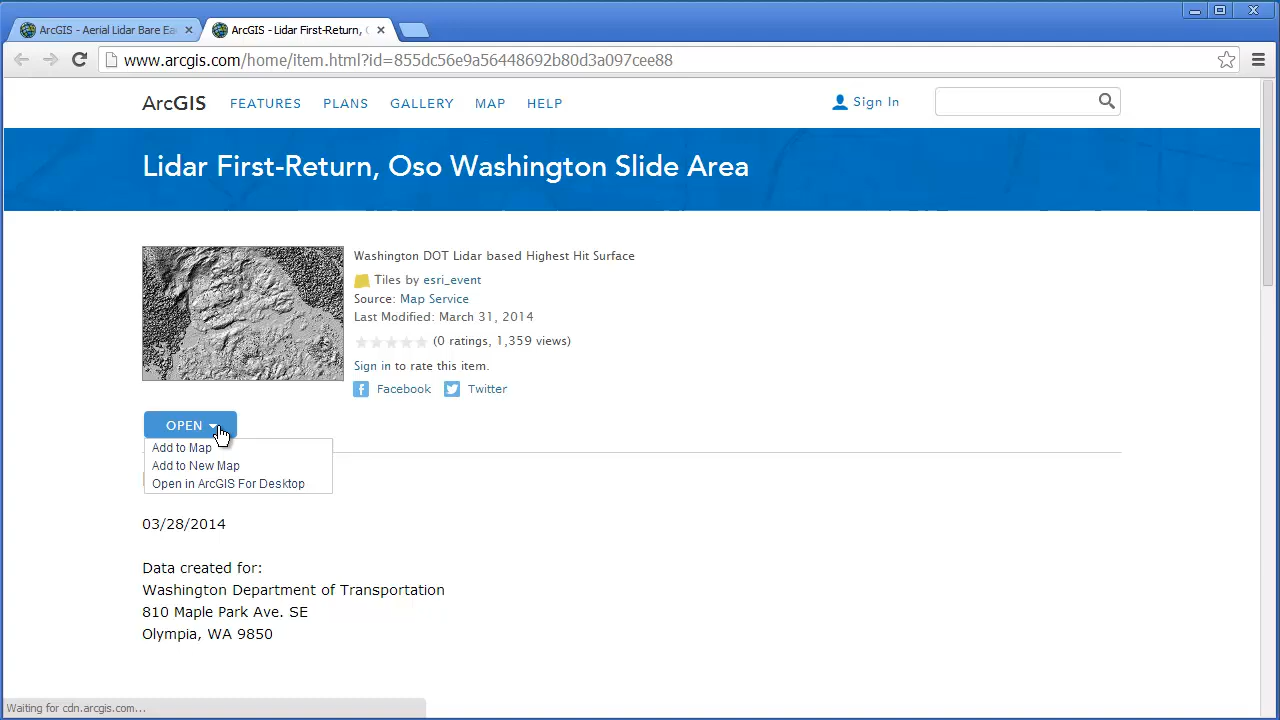 ArcGIS - Aerial Lidar Bare Ea
ArcGIS - Lidar First-Return,
www.arcgis.com/home/item.html?id=855dc56e9a56448692b80d3a097cee88
ArcGIS FEATURES PLANS GALLERY MAP HELP Sign In
Lidar First-Return, Oso Washington Slide Area
Washington DOT Lidar based Highest Hit Surface
Tiles by esri_event
Source: Map Service
Last Modified: March 31, 2014
(0 ratings, 1,359 views)
Sign in to rate this item.
Facebook Twitter
OPEN
Add to Map
Add to New Map
Open in ArcGIS For Desktop
03/28/2014
Data created for:
Washington Department of Transportation
810 Maple Park Ave. SE
Olympia, WA 9850
Waiting for cdn.arcgis.com...